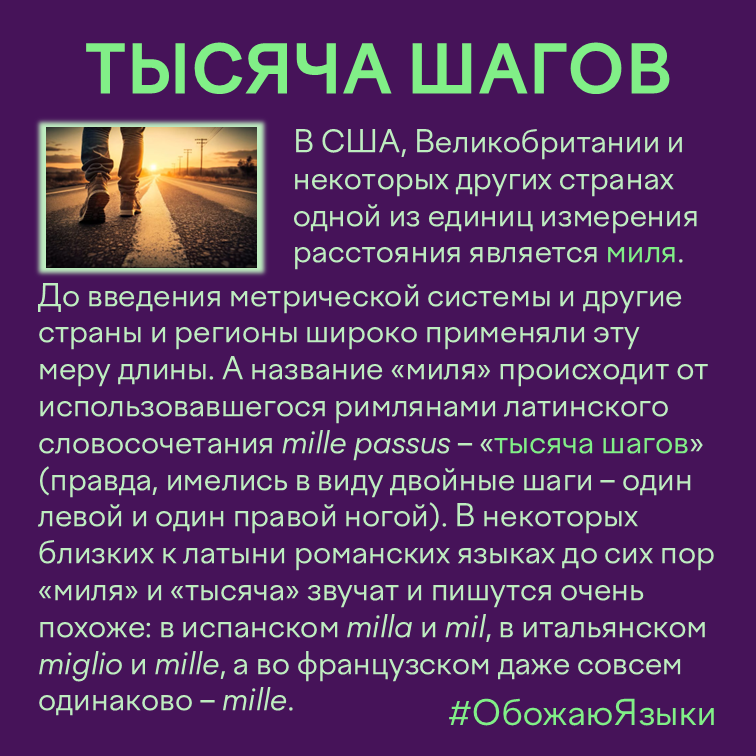 ТЫСЯЧА ШАГОВ
В США, Великобритании и
некоторых других странах
одной из единиц измерения
расстояния является миля.
До введения метрической системы и другие
страны и регионы широко применяли эту
меру длины. А название «миля» происходит от
использовавшегося римлянами латинского
словосочетания mille passus – «тысяча шагов»
(правда, имелись в виду двойные шаги – один
левой и один правой ногой). В некоторых
близких к латыни романских языках до сих пор
«миля» и «тысяча» звучат и пишутся очень
похоже: в испанском milla и mil, в итальянском
miglio и mille, а во французском даже совсем
одинаково – mille.
#ОбожаюЯзыки